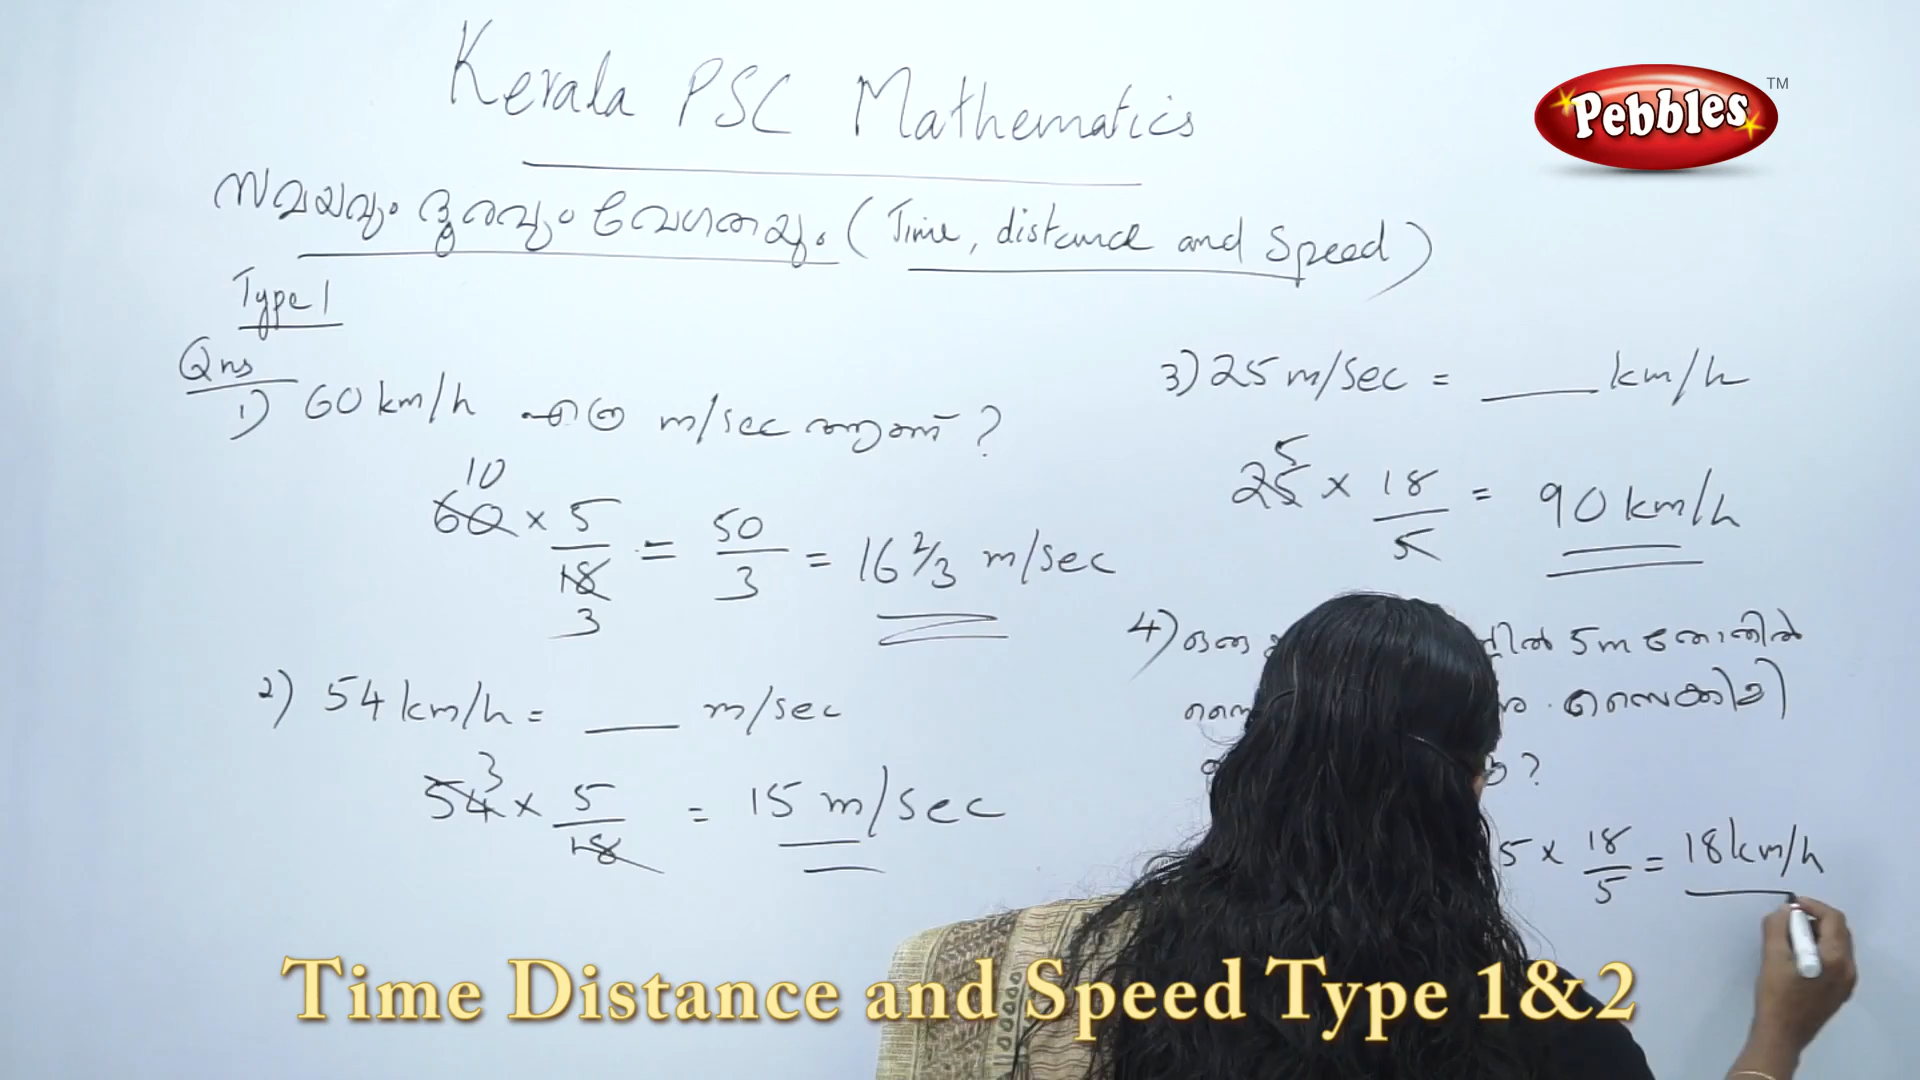 Kerala PSC Mathematics
Pebbles TM
സമയവും ദൂരവും വേഗതയും (Time, distance and Speed)
Type 1
Qns
1) 60 km/h എത്ര m/sec ആണ് ?
10
60 × 5/18 = 50/3 = 16 2/3 m/sec
3
2) 54 km/h = ___ m/sec
3
54 × 5/18 = 15 m/sec
3) 25 m/sec = ___ km/h
5
25 × 18/5 = 90 km/h
4) ഒരു 5m
?
5 × 18/5 = 18 km/h
Time Distance and Speed Type 1&2